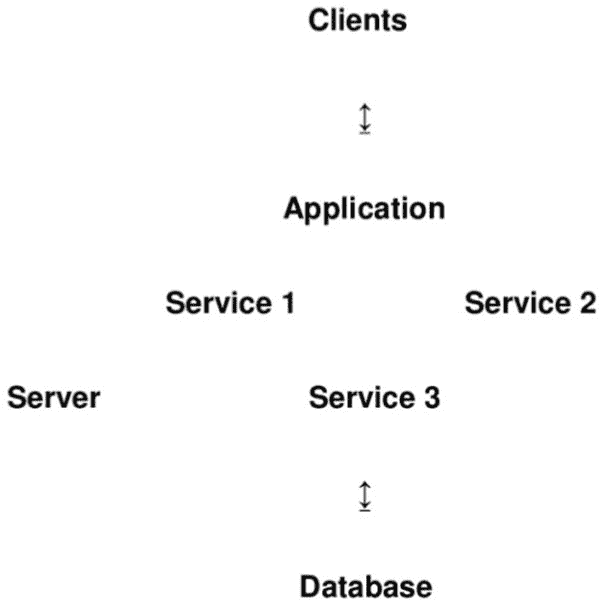 Clients
↨
Application
Service 1 Service 2
Server Service 3
↨
Database